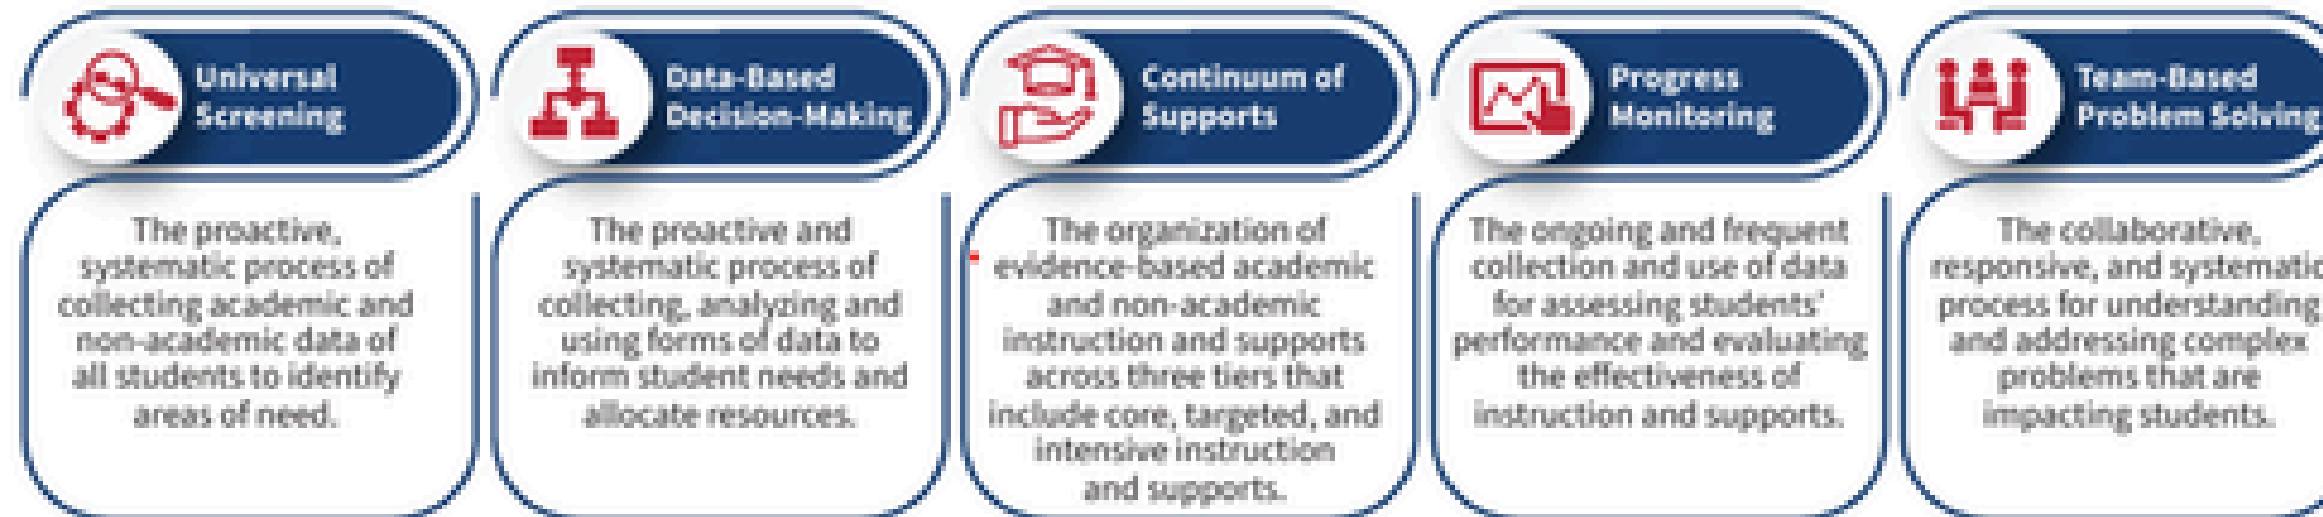 Universal
Screening
The proactive,
systematic process of
collecting academic and
non-academic data of
all students to identify
areas of need.
Data-Based
Decision-Making
The proactive and
systematic process of
collecting, analyzing and
using forms of data to
inform student needs and
allocate resources.
Continuum of
Supports
The organization of
evidence-based academic
and non-academic
instruction and supports
across three tiers that
include core, targeted, and
intensive instruction
and supports.
Progress
Monitoring
The ongoing and frequent
collection and use of data
for assessing students'
performance and evaluating
the effectiveness of
instruction and supports.
Team-Based
Problem Solving
The collaborative,
responsive, and systematic
process for understanding
and addressing complex
problems that are
impacting students.